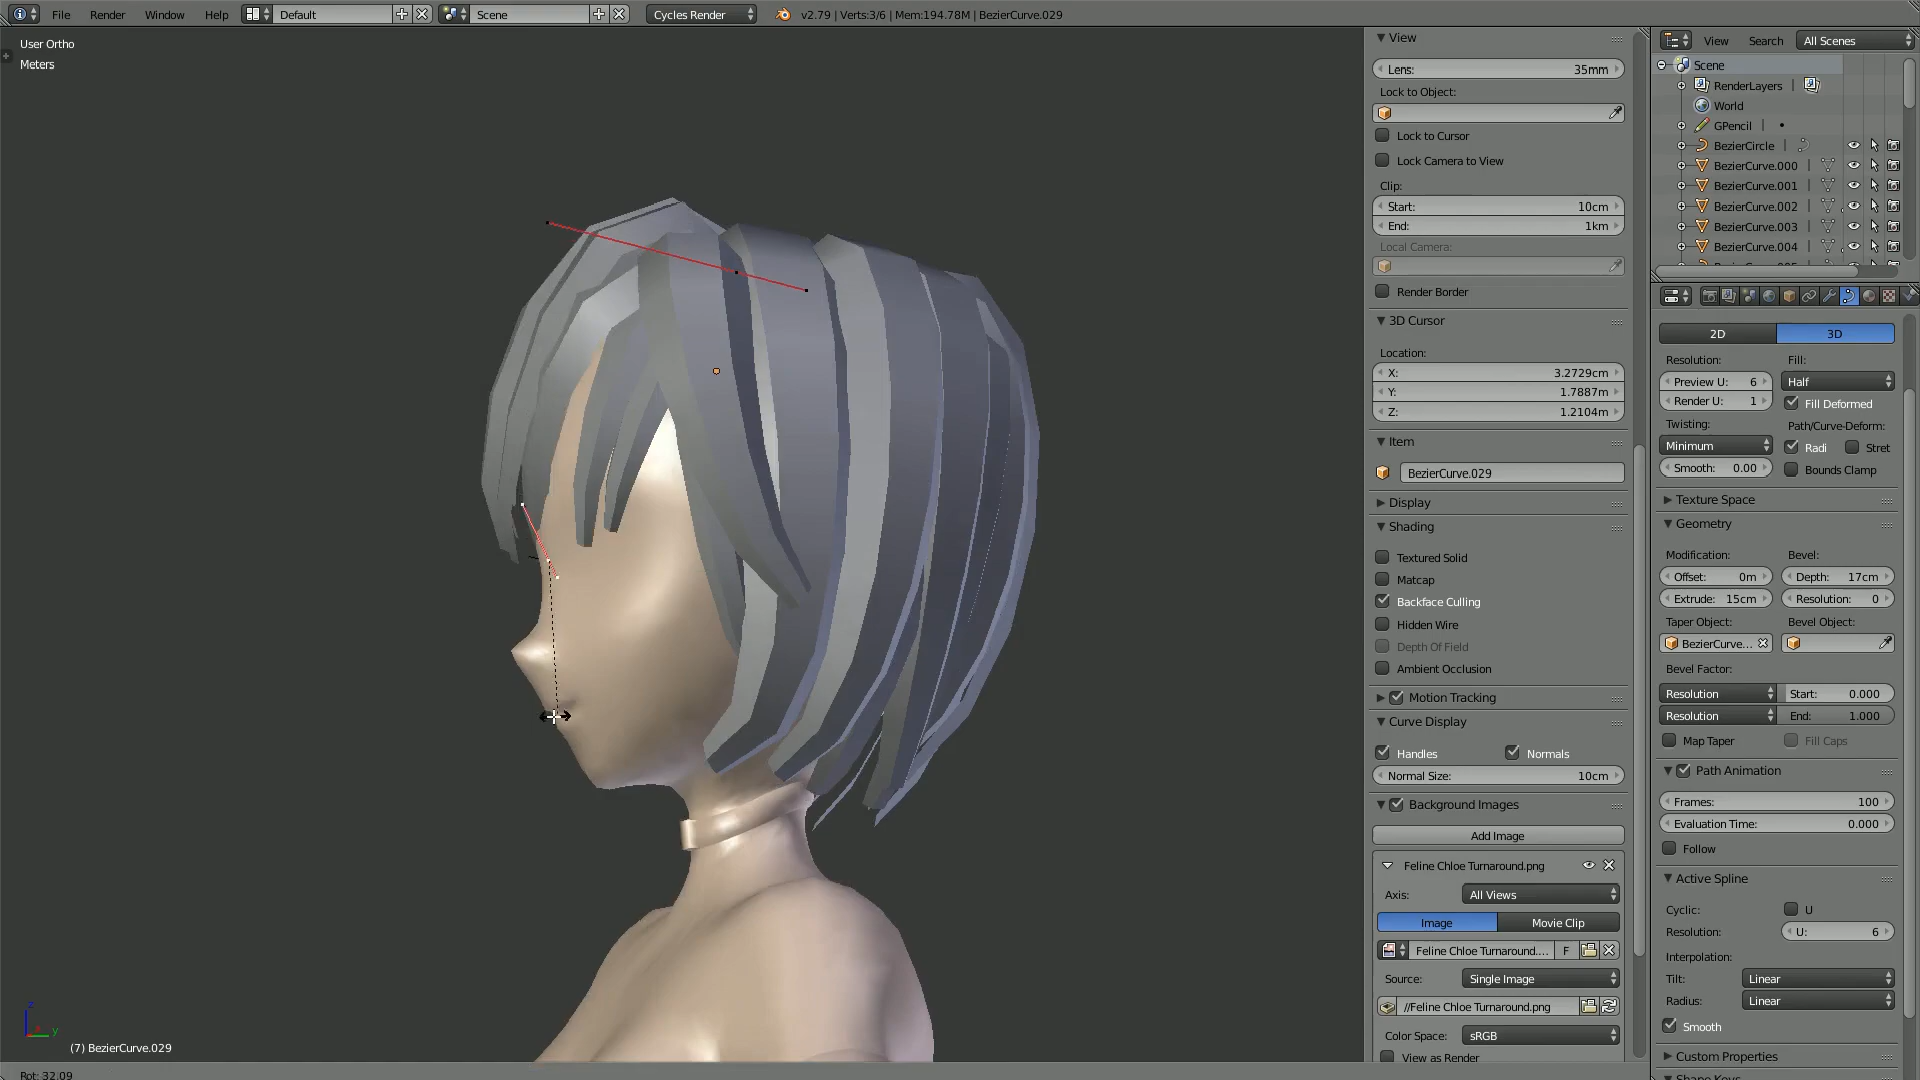 File Render Window Help Default Scene Cycles Render v2.79 | Verts:3/6 | Mem:194.78M | BezierCurve.029
User Ortho
Meters
(7) BezierCurve.029
Rot: 32.09
View
Lens: 35mm
Lock to Object:
Lock to Cursor
Lock Camera to View
Clip:
Start: 10cm
End: 1km
Local Camera:
Render Border
3D Cursor
Location:
X: 3.2729cm
Y: 1.7887m
Z: 1.2104m
Item
BezierCurve.029
Display
Shading
Textured Solid
Matcap
Backface Culling
Hidden Wire
Depth Of Field
Ambient Occlusion
Motion Tracking
Curve Display
Handles Normals
Normal Size: 10cm
Background Images
Add Image
Feline Chloe Turnaround.png
Axis: All Views
Image Movie Clip
Feline Chloe Turnaround.... F
Source: Single Image
//Feline Chloe Turnaround.png
Color Space: sRGB
View as Render
View Search All Scenes
Scene
RenderLayers
World
GPencil
BezierCircle
BezierCurve.000
BezierCurve.001
BezierCurve.002
BezierCurve.003
BezierCurve.004
2D 3D
Resolution: Fill:
Preview U: 6 Half
Render U: 1 Fill Deformed
Twisting: Path/Curve-Deform:
Minimum Radi Stret
Smooth: 0.00 Bounds Clamp
Texture Space
Geometry
Modification: Bevel:
Offset: 0m Depth: 17cm
Extrude: 15cm Resolution: 0
Taper Object: Bevel Object:
BezierCurve...
Bevel Factor:
Resolution Start: 0.000
Resolution End: 1.000
Map Taper Fill Caps
Path Animation
Frames: 100
Evaluation Time: 0.000
Follow
Active Spline
Cyclic: U
Resolution: U: 6
Interpolation:
Tilt: Linear
Radius: Linear
Smooth
Custom Properties
z
y